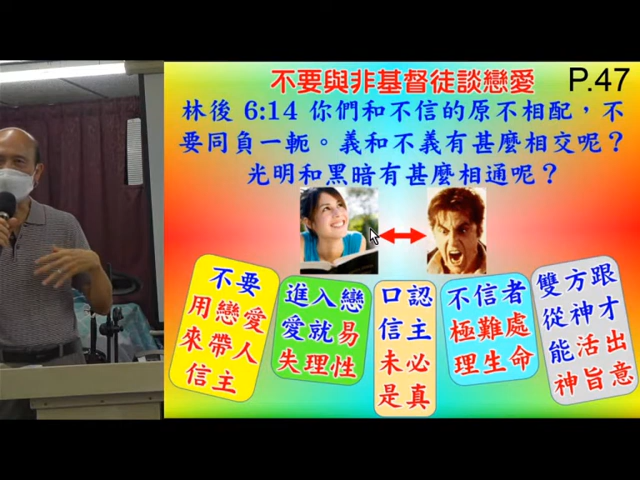 不要與非基督徒談戀愛
P.47
林後 6:14 你們和不信的原不相配，不
要同負一軛。義和不義有甚麼相交呢？
光明和黑暗有甚麼相通呢？
不要
用戀愛
來帶人
信主
進入戀
愛就易
失理性
口認
信主
未必
是真
不信者
極難處
理生命
雙方跟
從神才
能活出
神旨意